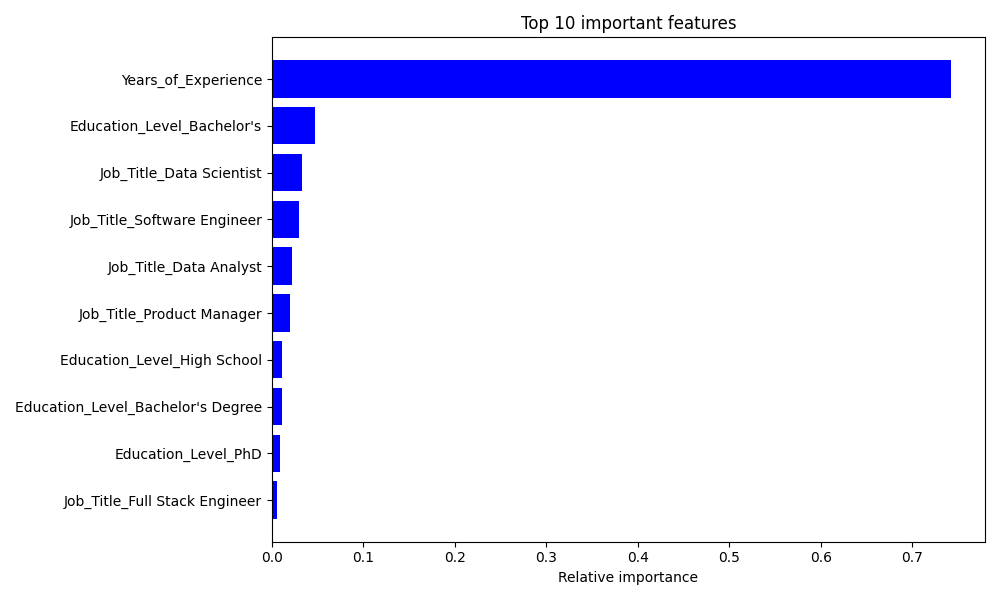 Top 10 important features
Years_of_Experience
Education_Level_Bachelor's
Job_Title_Data Scientist
Job_Title_Software Engineer
Job_Title_Data Analyst
Job_Title_Product Manager
Education_Level_High School
Education_Level_Bachelor's Degree
Education_Level_PhD
Job_Title_Full Stack Engineer
0.0 0.1 0.2 0.3 0.4 0.5 0.6 0.7
Relative importance